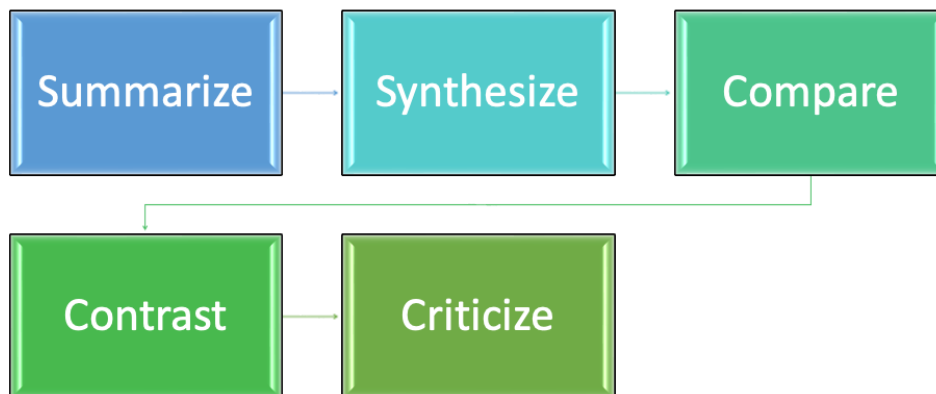 Summarize
Synthesize
Compare
Contrast
Criticize